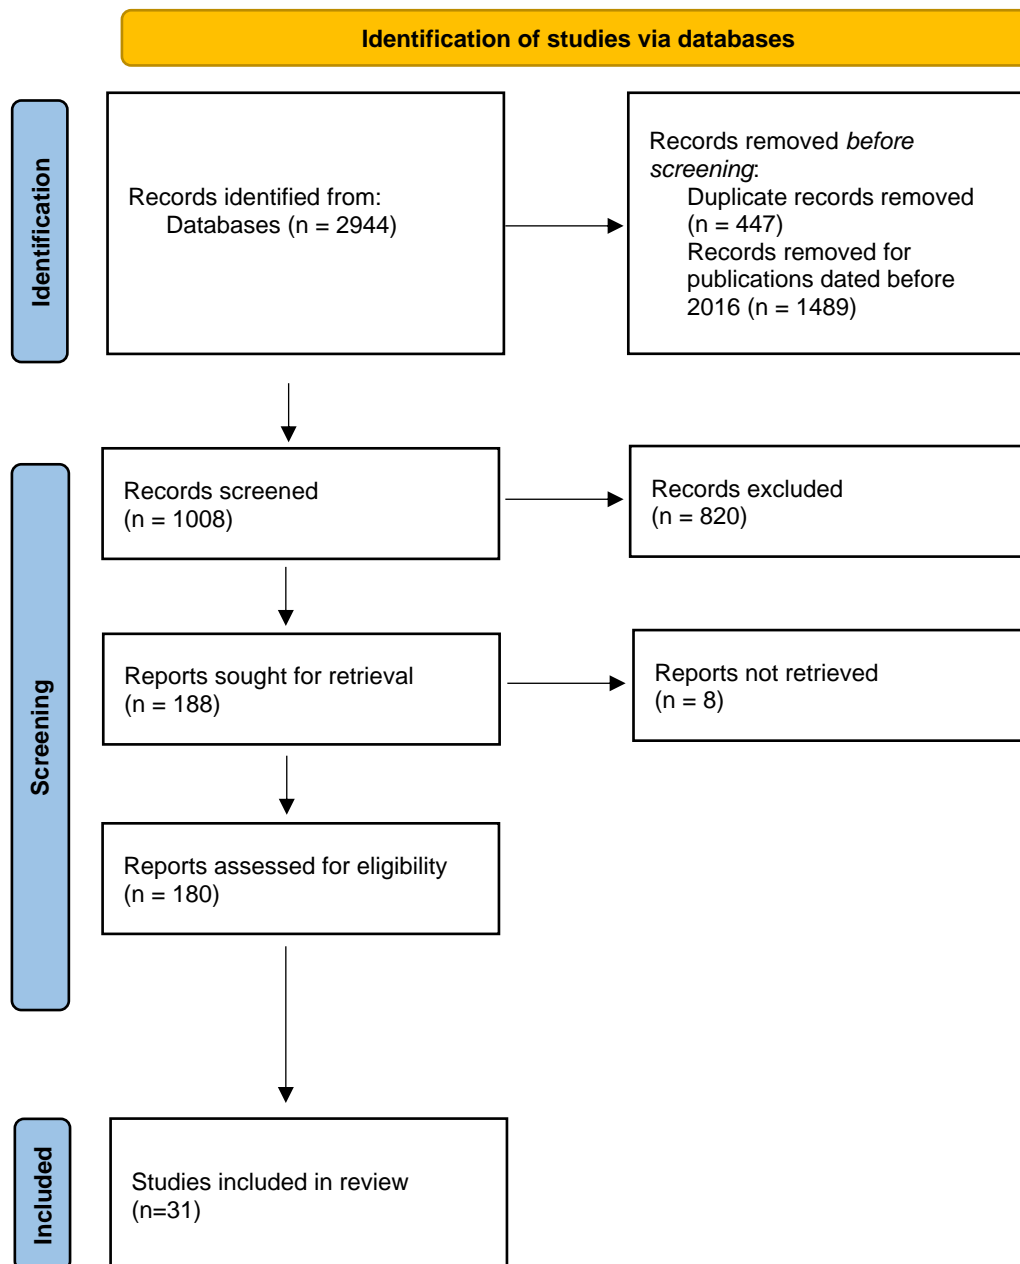 Identification of studies via databases
Identification
Records identified from:
Databases (n = 2944)
Records removed before
screening:
Duplicate records removed
(n = 447)
Records removed for
publications dated before
2016 (n = 1489)
Screening
Records screened
(n = 1008)
Records excluded
(n = 820)
Reports sought for retrieval
(n = 188)
Reports not retrieved
(n = 8)
Reports assessed for eligibility
(n = 180)
Included
Studies included in review
(n=31)